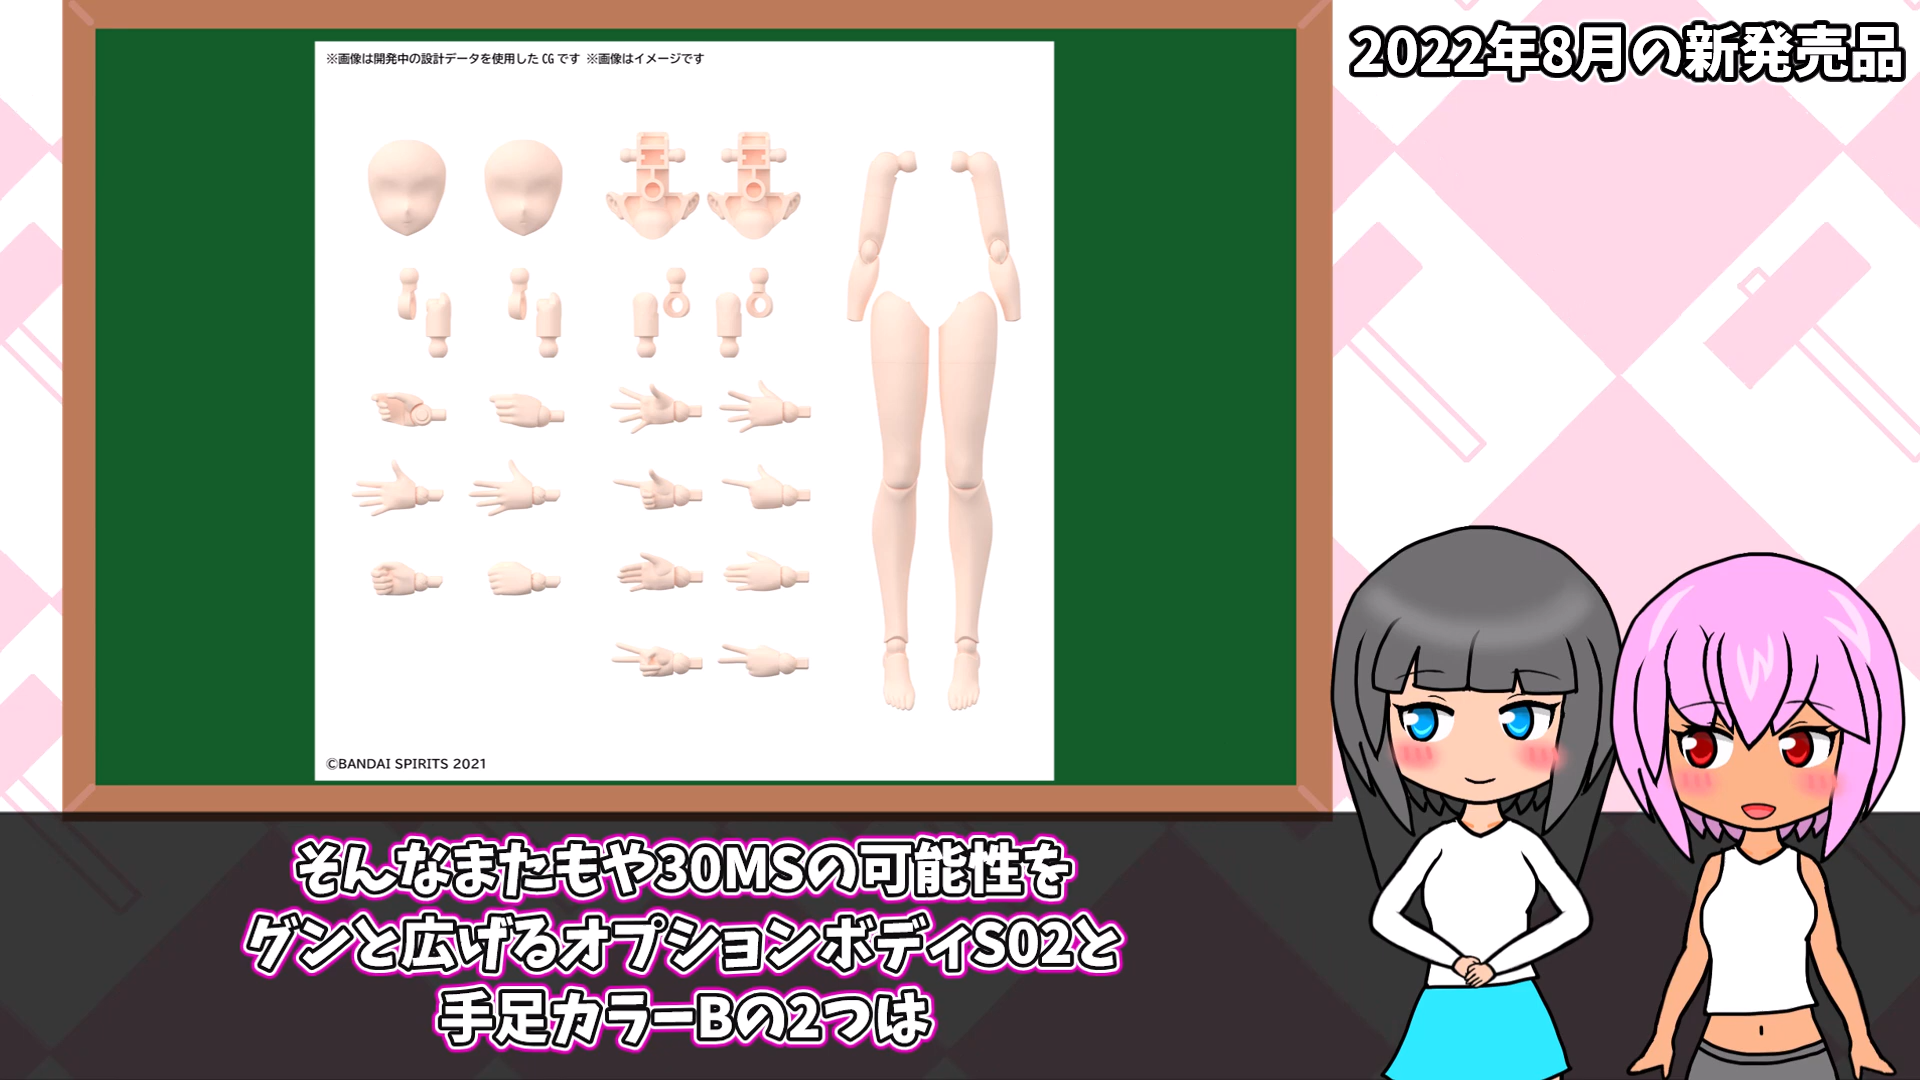 2022年8月の新発売品
※画像は開発中の設計データを使用したCGです ※画像はイメージです
©BANDAI SPIRITS 2021
そんなまたもや30MSの可能性を
グンと広げるオプションボディS02と
手足カラーBの2つは